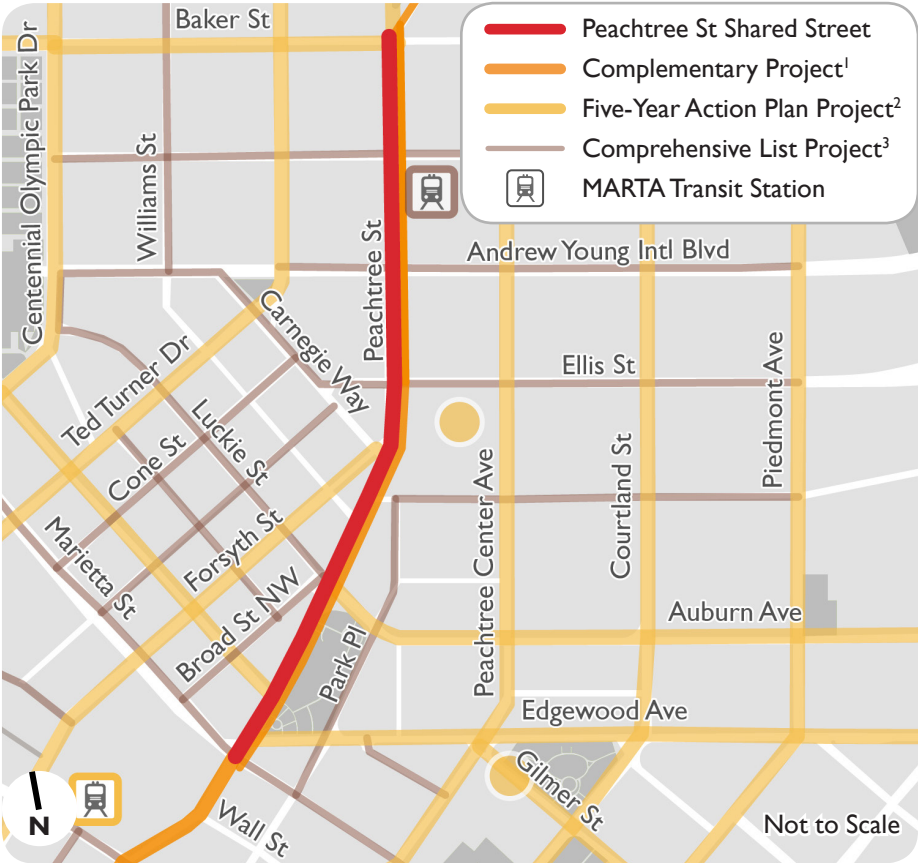 Baker St
Peachtree St Shared Street
Complementary Project¹
Five-Year Action Plan Project²
Comprehensive List Project³
MARTA Transit Station
Centennial Olympic Park Dr
Williams St
Peachtree St
Andrew Young Intl Blvd
Carnegie Way
Ellis St
Piedmont Ave
Ted Turner Dr
Luckie St
Cone St
Courtland St
Peachtree Center Ave
Marietta St
Forsyth St
Broad St NW
Park Pl
Auburn Ave
Edgewood Ave
Gilmer St
Wall St
N
Not to Scale